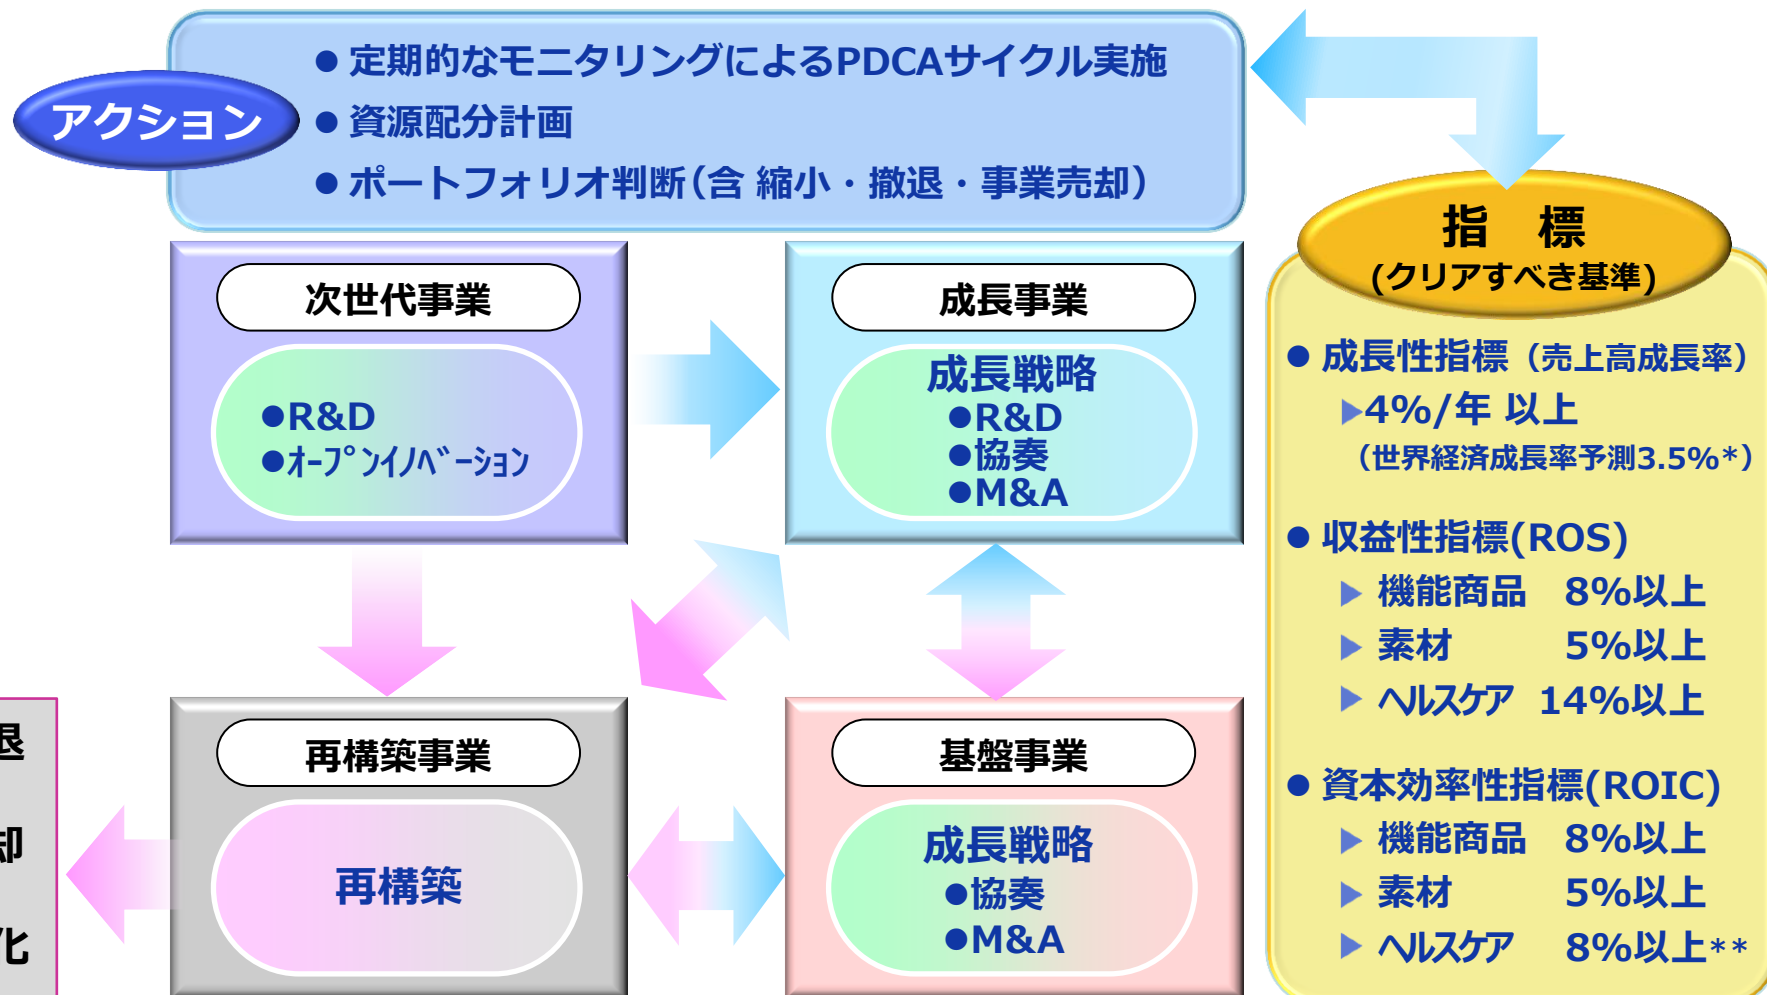 アクション
● 定期的なモニタリングによるPDCAサイクル実施
● 資源配分計画
● ポートフォリオ判断(含 縮小・撤退・事業売却)
指 標
(クリアすべき基準)
● 成長性指標（売上高成長率）
▶4%/年 以上
（世界経済成長率予測3.5%*）
● 収益性指標(ROS)
▶ 機能商品 8%以上
▶ 素材 5%以上
▶ ヘルスケア 14%以上
● 資本効率性指標(ROIC)
▶ 機能商品 8%以上
▶ 素材 5%以上
▶ ヘルスケア 8%以上**
次世代事業
●R&D
●ｵｰﾌﾟﾝｲﾉﾍﾞｰｼｮﾝ
成長事業
成長戦略
●R&D
●協奏
●M&A
再構築事業
再構築
基盤事業
成長戦略
●協奏
●M&A
退
却
化